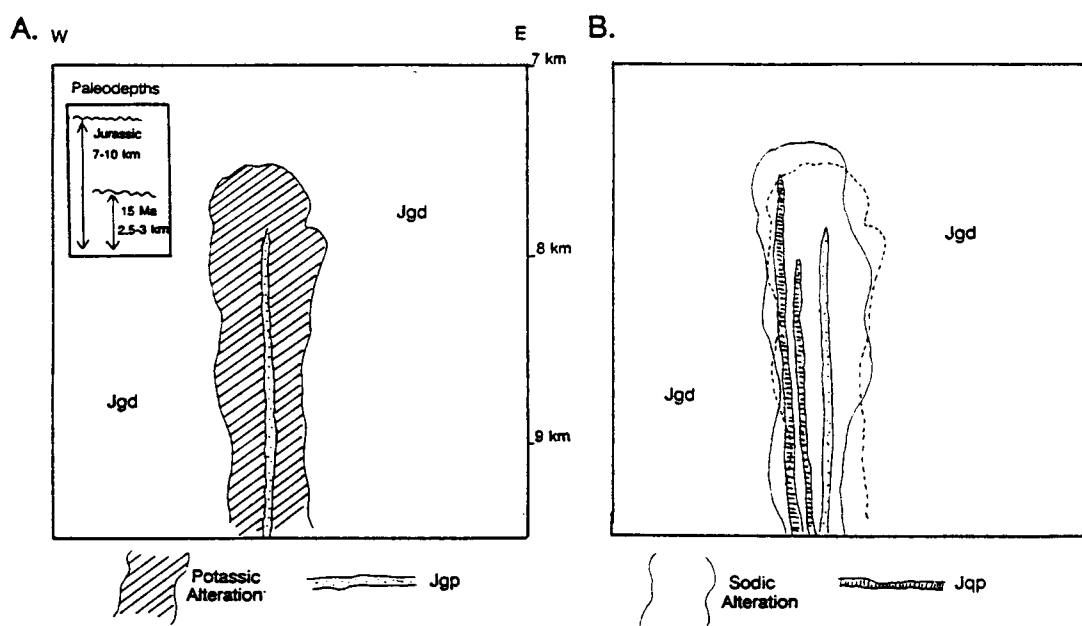 A. W E
7 km
Paleodepths
Jurassic
7-10 km
15 Ma
2.5-3 km
Jgd
8 km
Jgd
9 km
Potassic
Alteration
Jgp
B.
Jgd
Jgd
Sodic
Alteration
Jqp